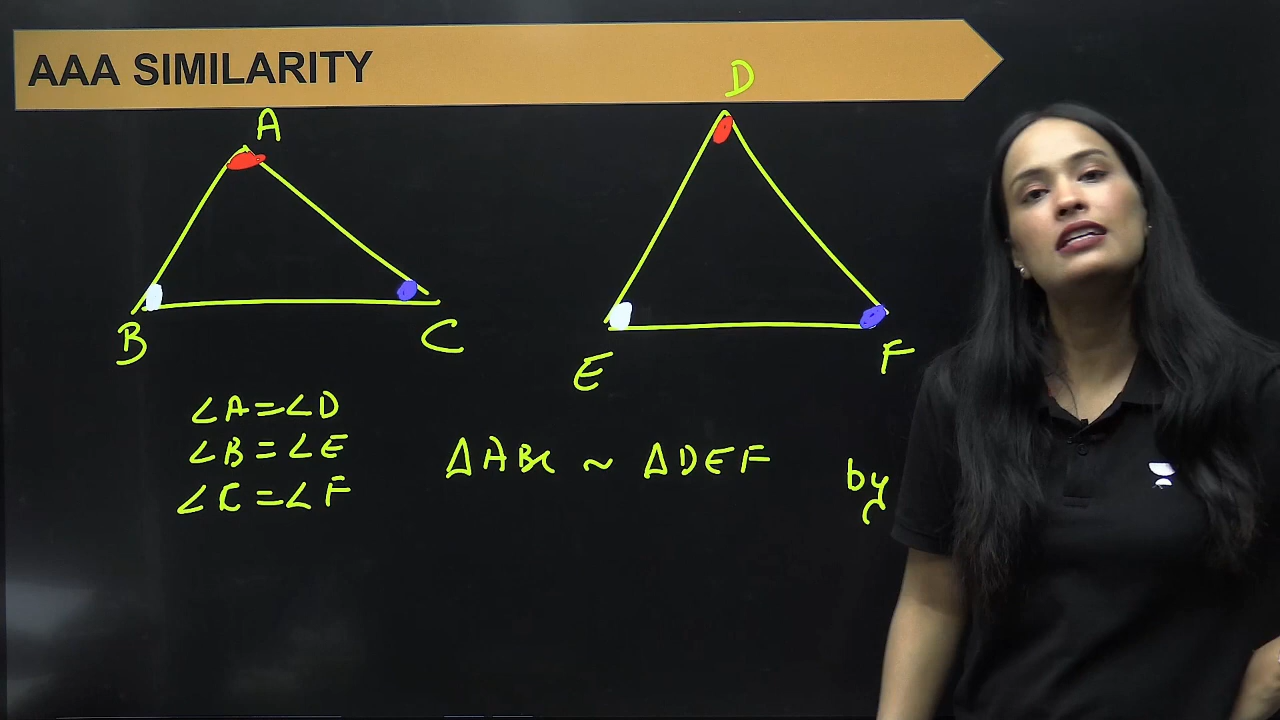 AAA SIMILARITY
A
D
B
C
E
F
∠A=∠D
∠B=∠E
∠C=∠F
ΔABC ~ ΔDEF by